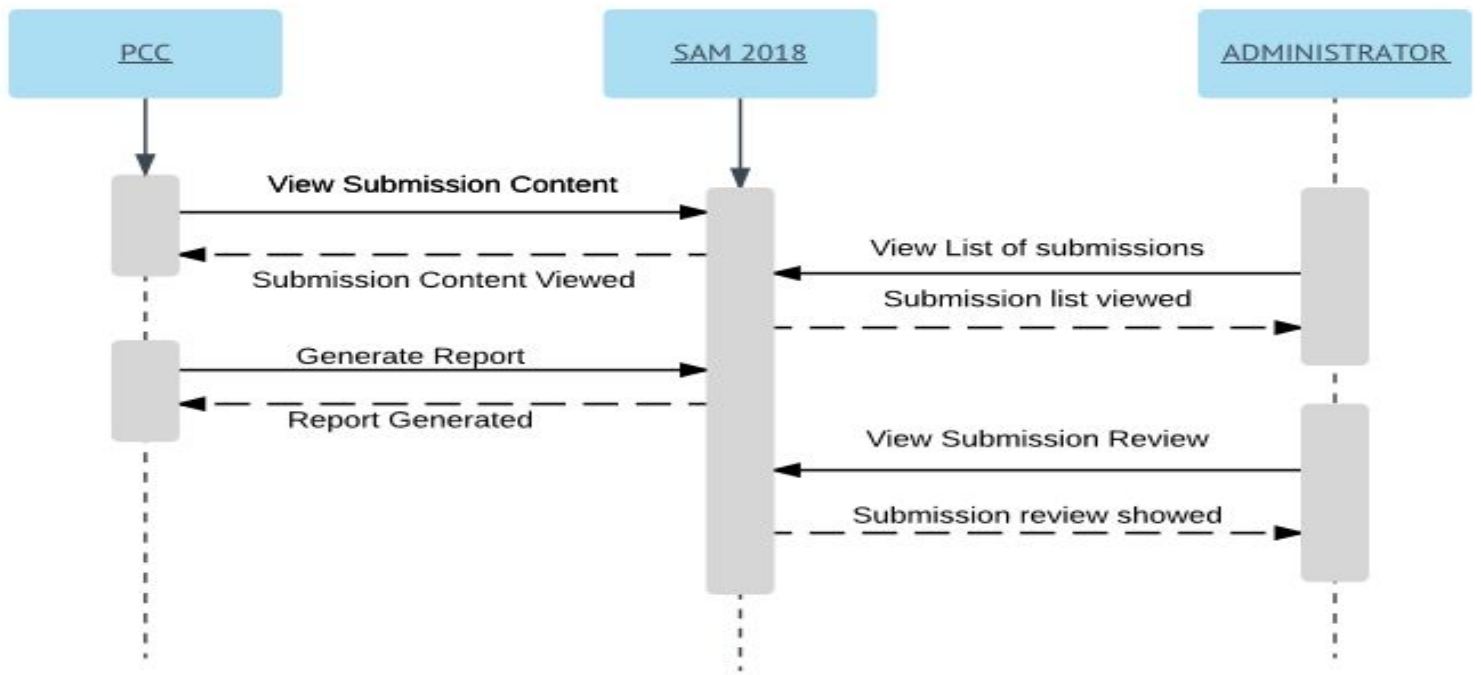 PCC
SAM 2018
ADMINISTRATOR
View Submission Content
View List of submissions
Submission Content Viewed
Submission list viewed
Generate Report
Report Generated
View Submission Review
Submission review showed